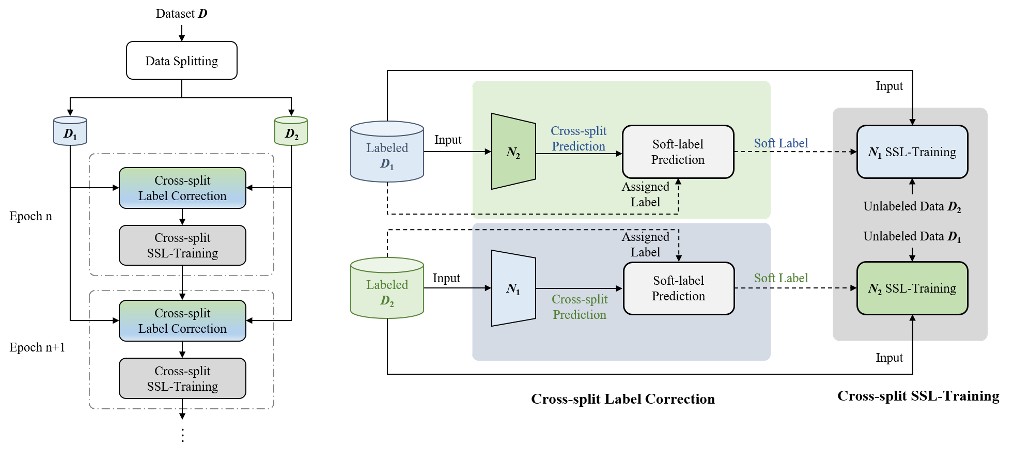 Dataset D
Data Splitting
D1
D2
Epoch n
Cross-split
Label Correction
Cross-split
SSL-Training
Epoch n+1
Cross-split
Label Correction
Cross-split
SSL-Training
⋮
Input
Labeled
D1
Input
N2
Cross-split
Prediction
Soft-label
Prediction
Soft Label
N1 SSL-Training
Assigned
Label
Unlabeled Data D2
Unlabeled Data D1
Assigned
Label
Labeled
D2
Input
N1
Cross-split
Prediction
Soft-label
Prediction
Soft Label
N2 SSL-Training
Input
Cross-split Label Correction
Cross-split SSL-Training